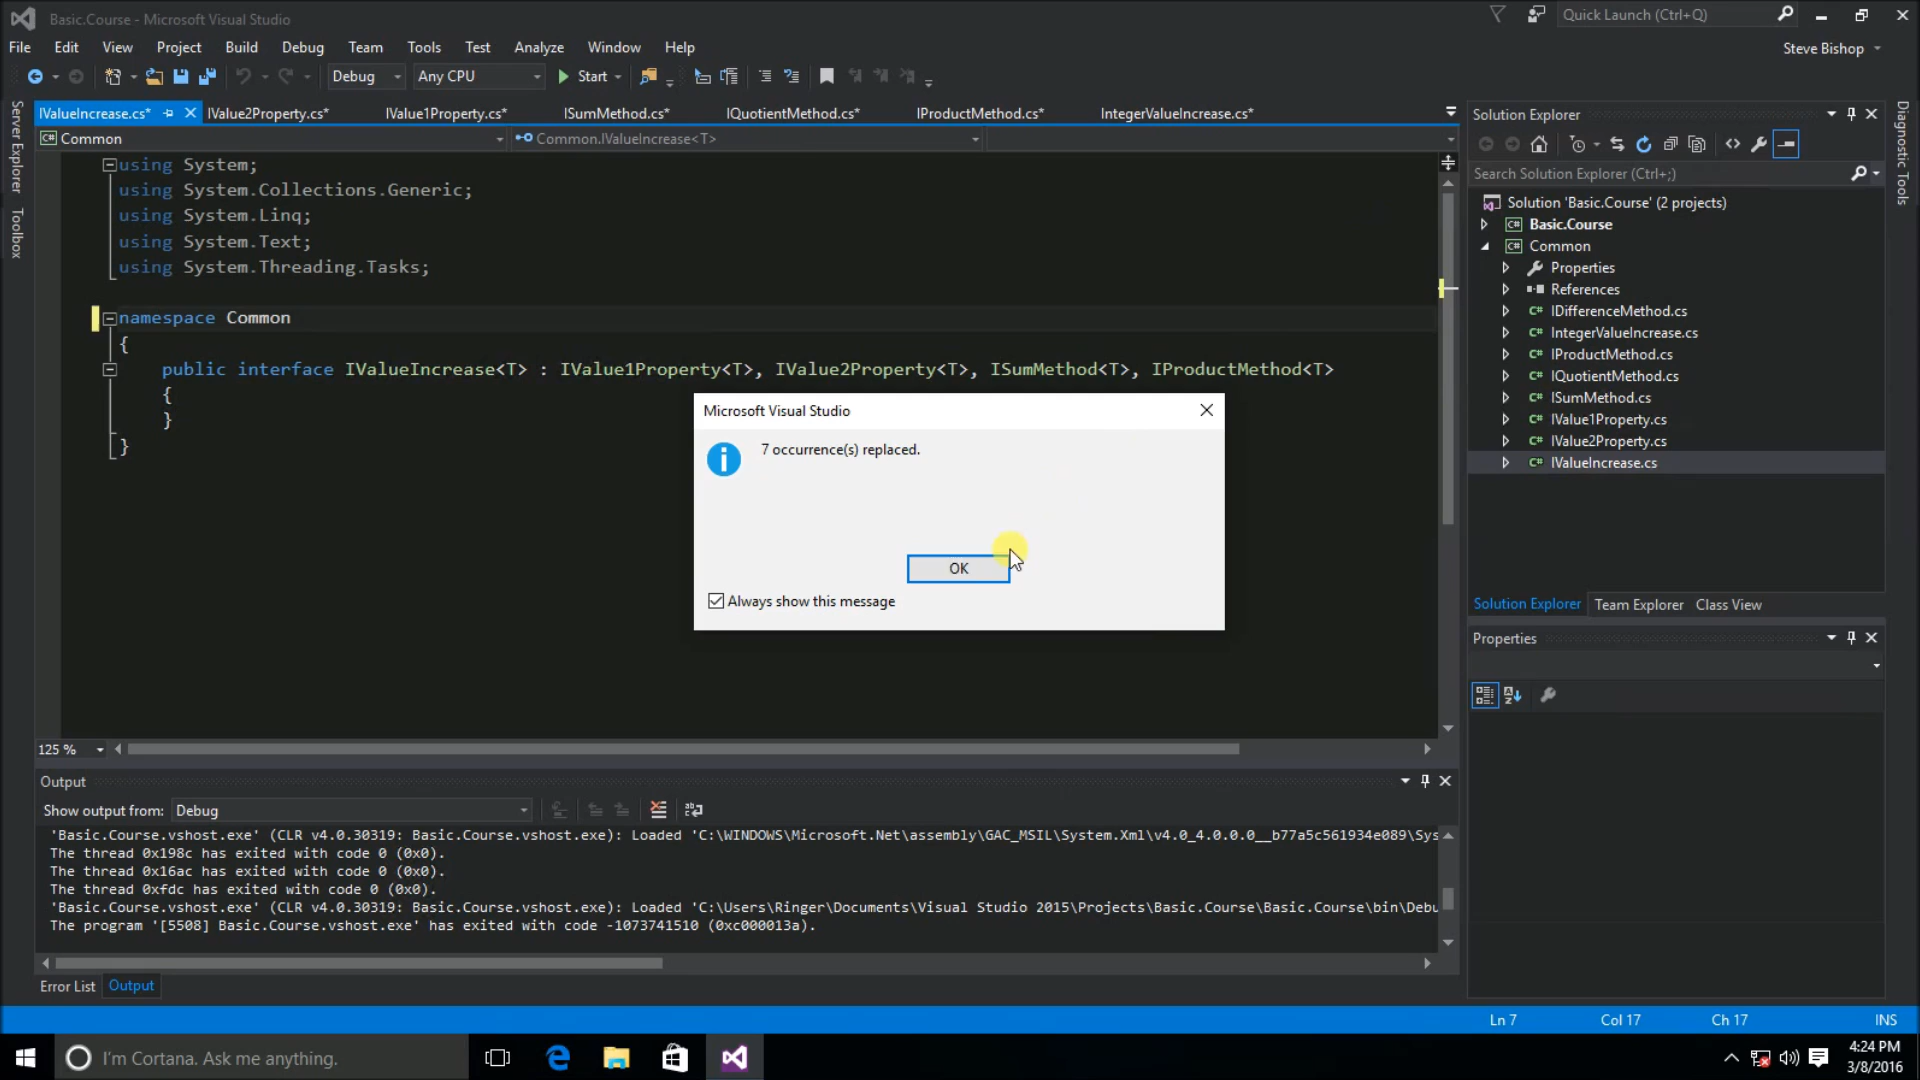 Basic.Course - Microsoft Visual Studio
Quick Launch (Ctrl+Q)
File Edit View Project Build Debug Team Tools Test Analyze Window Help
Steve Bishop
Debug Any CPU Start
Server Explorer
Toolbox
IValueIncrease.cs* IValue2Property.cs* IValue1Property.cs* ISumMethod.cs* IQuotientMethod.cs* IProductMethod.cs* IntegerValueIncrease.cs*
C# Common Common.IValueIncrease<T>
using System;
using System.Collections.Generic;
using System.Linq;
using System.Text;
using System.Threading.Tasks;
namespace Common
{
public interface IValueIncrease<T> : IValue1Property<T>, IValue2Property<T>, ISumMethod<T>, IProductMethod<T>
{
}
}
Microsoft Visual Studio
7 occurrence(s) replaced.
OK
Always show this message
125 %
Solution Explorer
Search Solution Explorer (Ctrl+;)
Solution 'Basic.Course' (2 projects)
C# Basic.Course
C# Common
Properties
References
C# IDifferenceMethod.cs
C# IntegerValueIncrease.cs
C# IProductMethod.cs
C# IQuotientMethod.cs
C# ISumMethod.cs
C# IValue1Property.cs
C# IValue2Property.cs
C# IValueIncrease.cs
Solution Explorer Team Explorer Class View
Properties
Diagnostic Tools
Output
Show output from: Debug
'Basic.Course.vshost.exe' (CLR v4.0.30319: Basic.Course.vshost.exe): Loaded 'C:\WINDOWS\Microsoft.Net\assembly\GAC_MSIL\System.Xml\v4.0_4.0.0.0__b77a5c561934e089\Sys
The thread 0x198c has exited with code 0 (0x0).
The thread 0x16ac has exited with code 0 (0x0).
The thread 0xfdc has exited with code 0 (0x0).
'Basic.Course.vshost.exe' (CLR v4.0.30319: Basic.Course.vshost.exe): Loaded 'C:\Users\Ringer\Documents\Visual Studio 2015\Projects\Basic.Course\Basic.Course\bin\Debu
The program '[5508] Basic.Course.vshost.exe' has exited with code -1073741510 (0xc000013a).
Error List Output
Ln 7 Col 17 Ch 17 INS
I'm Cortana. Ask me anything.
4:24 PM
3/8/2016